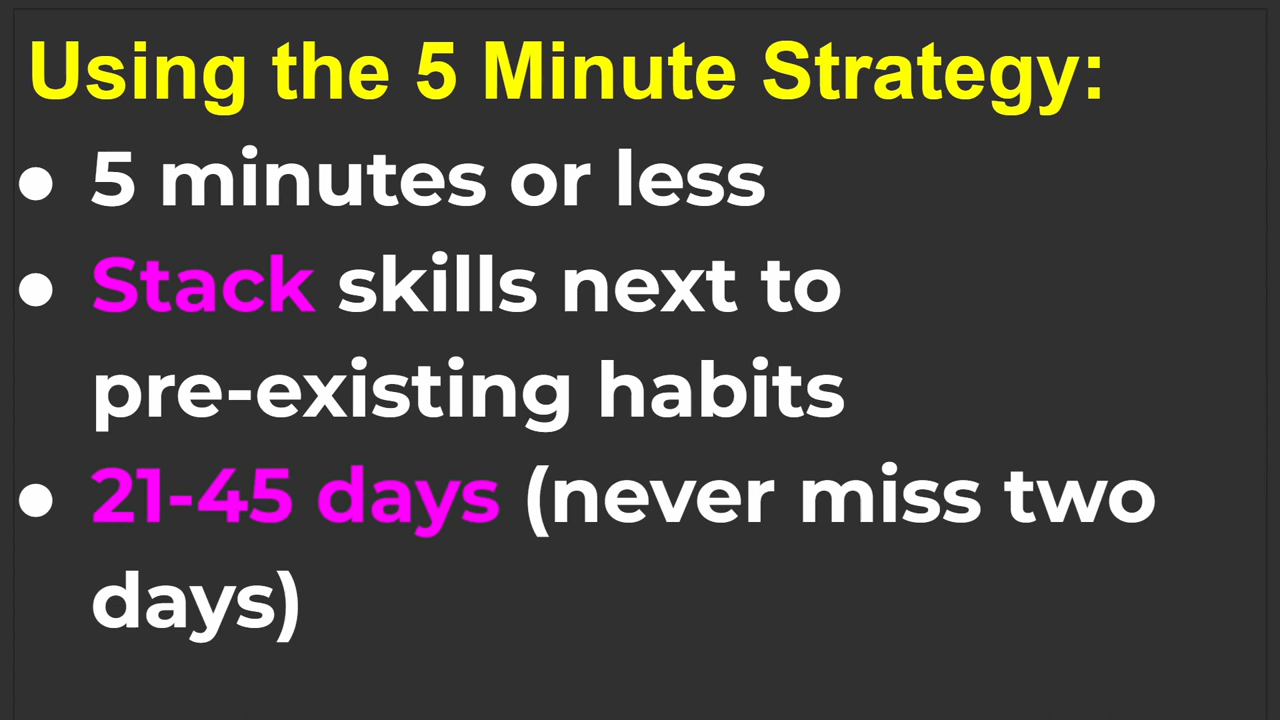 Using the 5 Minute Strategy:
● 5 minutes or less
● Stack skills next to
pre-existing habits
● 21-45 days (never miss two
days)